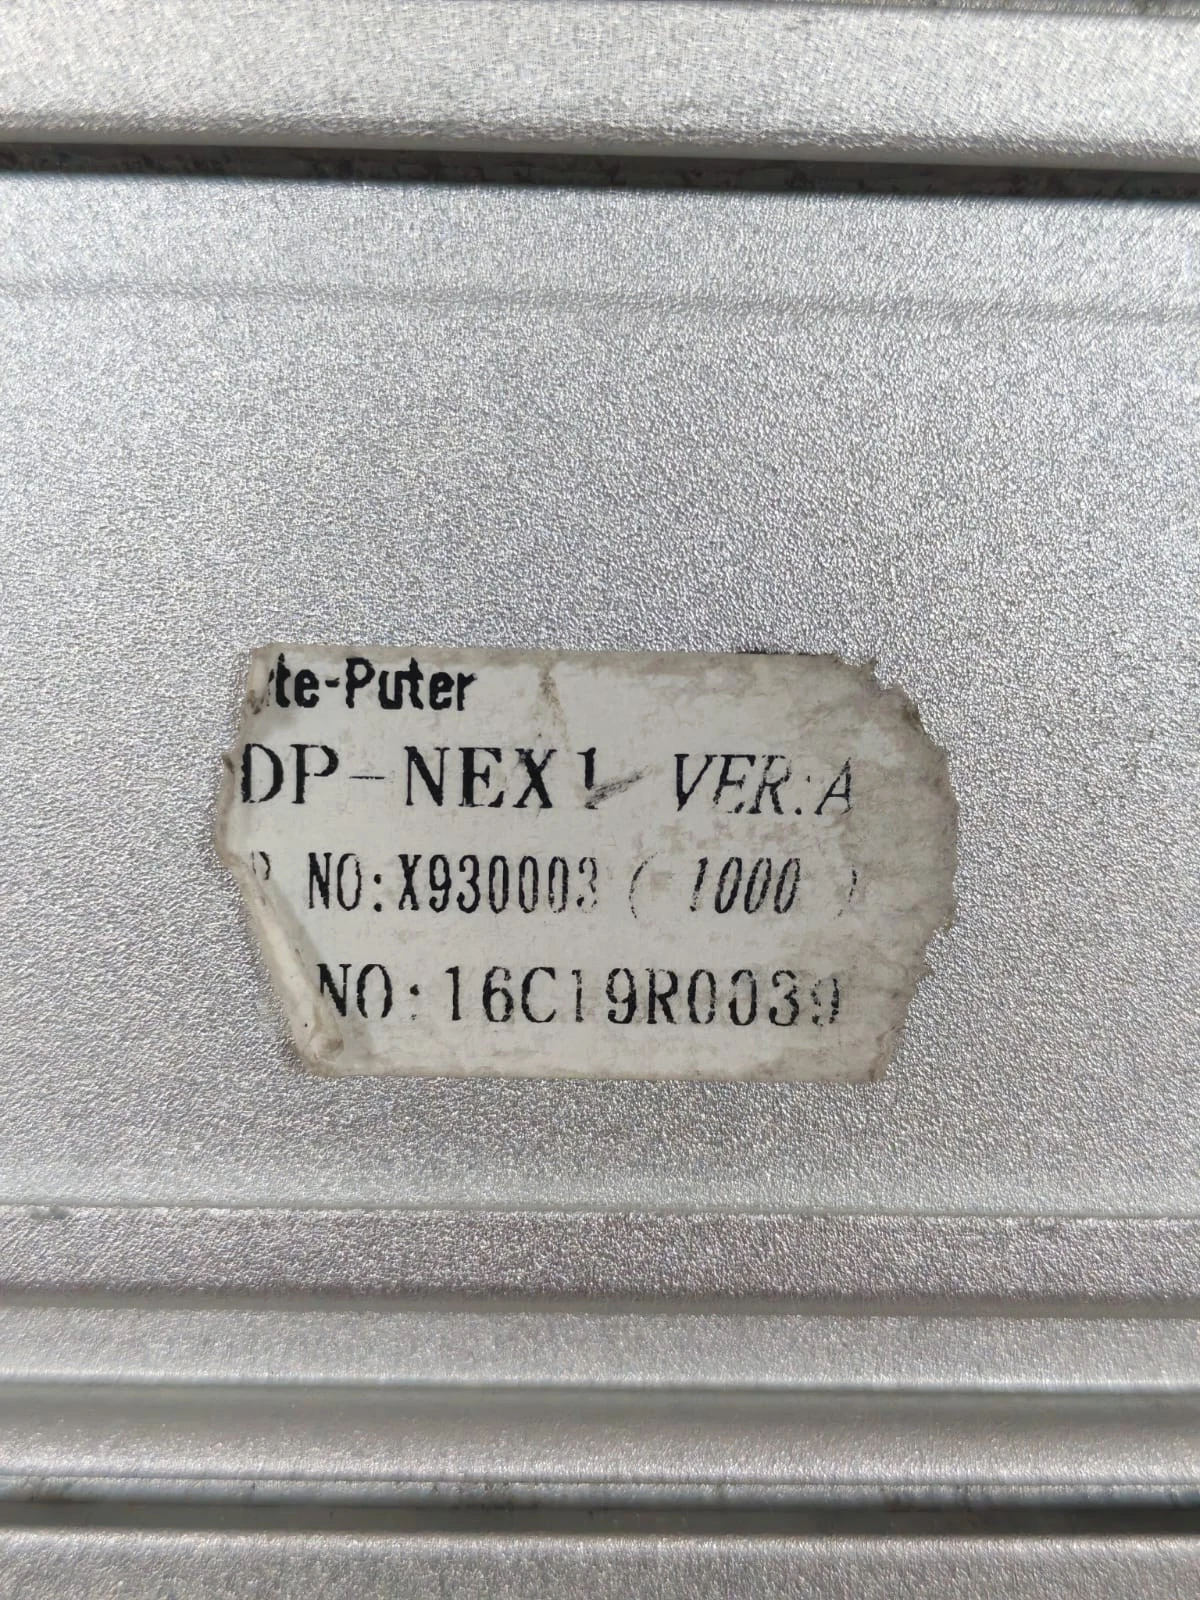 te-Puter
DP-NEX1 VER:A
NO:X930003 ( 1000 )
NO:16C19R0039